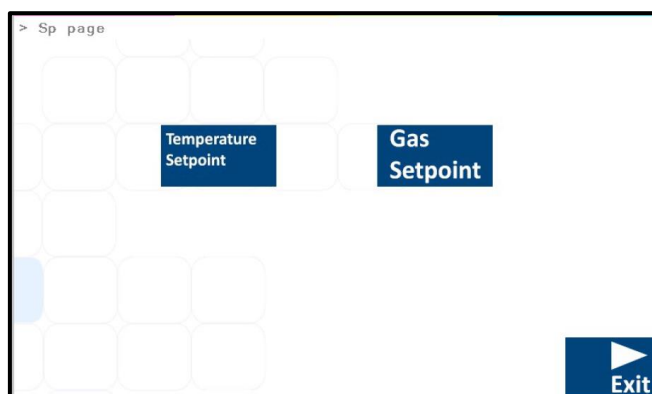 > Sp page
Temperature
Setpoint
Gas
Setpoint
Exit